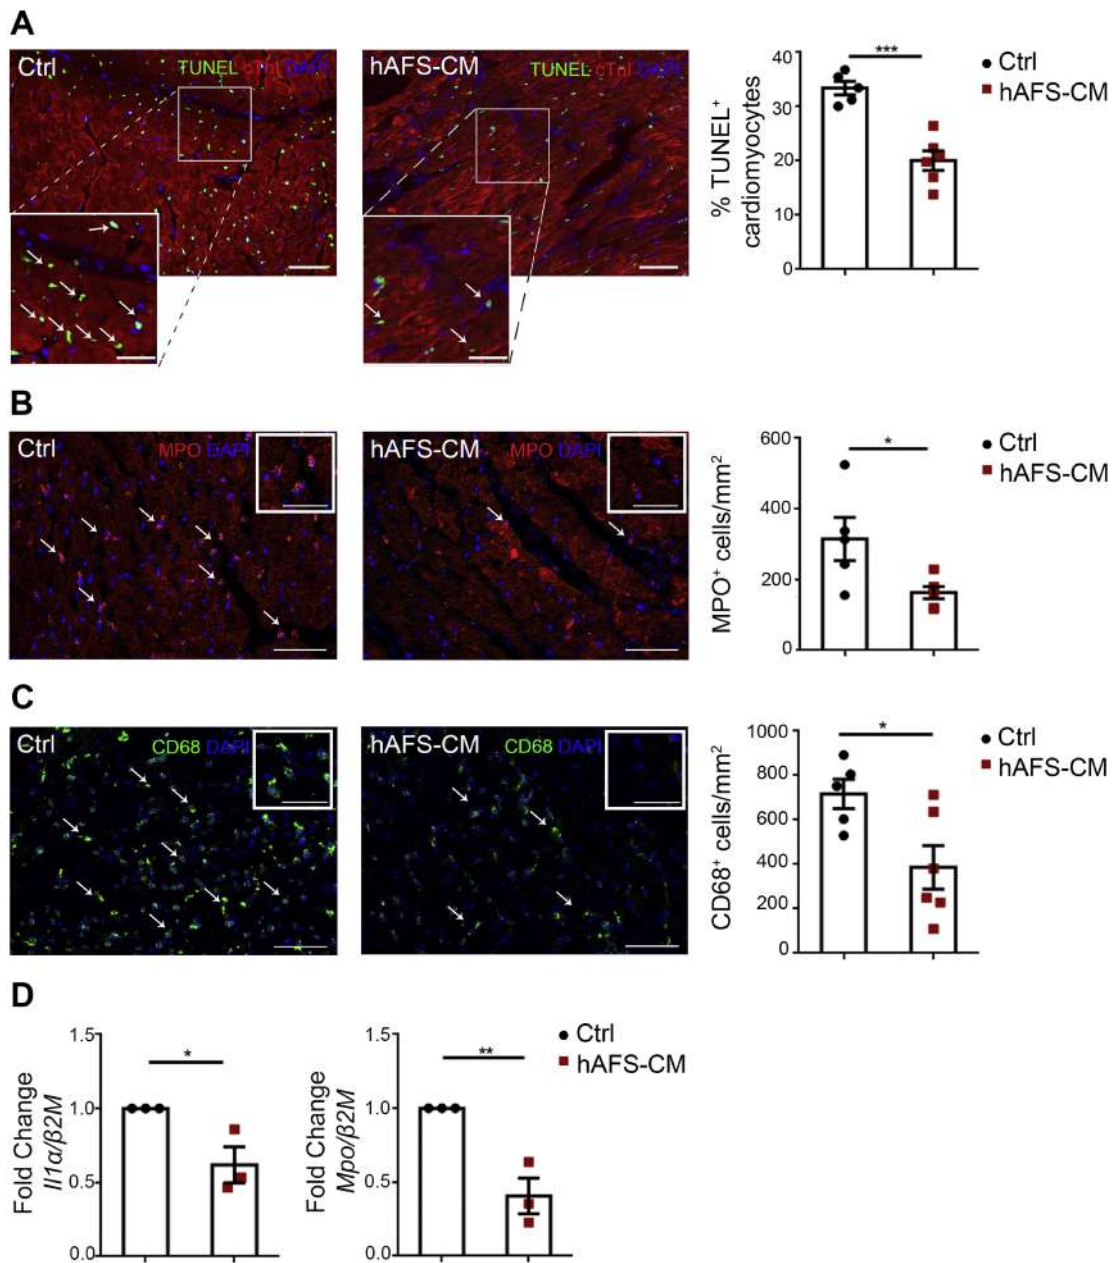 A
Ctrl
TUNEL cTnI DAPI
hAFS-CM
TUNEL cTnI DAPI
% TUNEL⁺
cardiomyocytes
40
30
20
10
0
***
Ctrl
hAFS-CM
B
Ctrl
MPO DAPI
hAFS-CM
MPO DAPI
MPO⁺ cells/mm²
600
400
200
0
*
Ctrl
hAFS-CM
C
Ctrl
CD68 DAPI
hAFS-CM
CD68 DAPI
CD68⁺ cells/mm²
1000
800
600
400
200
0
*
Ctrl
hAFS-CM
D
Fold Change
Il1α/β2M
1.5
1.0
0.5
0.0
*
Fold Change
Mpo/β2M
1.5
1.0
0.5
0.0
**
Ctrl
hAFS-CM